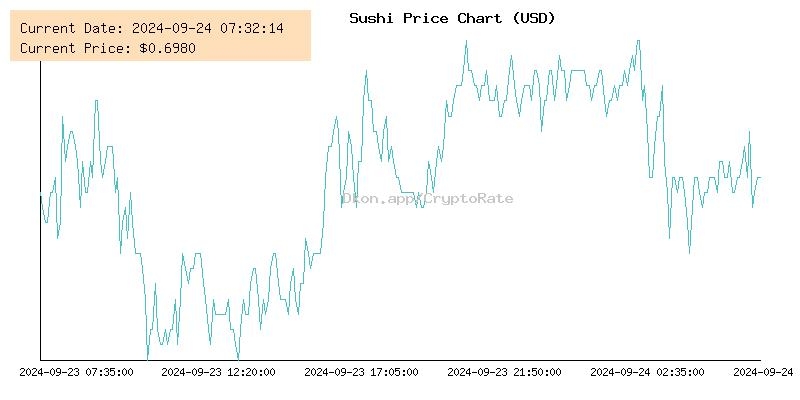 Sushi Price Chart (USD)
Current Date: 2024-09-24 07:32:14
Current Price: $0.6980
Dkon.app/CryptoRate
2024-09-23 07:35:00
2024-09-23 12:20:00
2024-09-23 17:05:00
2024-09-23 21:50:00
2024-09-24 02:35:00
2024-09-24